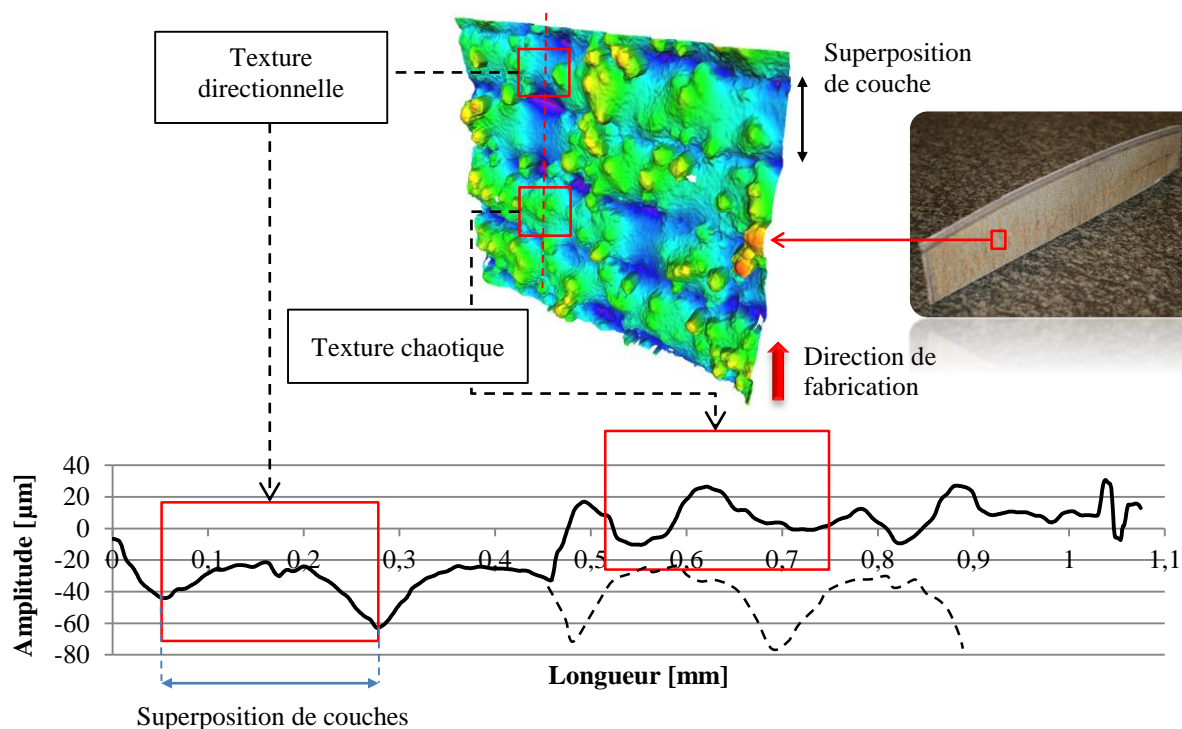 Texture
directionnelle
Superposition
de couche
Texture chaotique
Direction de
fabrication
Amplitude [µm]
40
20
0
-20
-40
-60
-80
0
0,1
0,2
0,3
0,4
0,5
0,6
0,7
0,8
0,9
1
1,1
Longueur [mm]
Superposition de couches